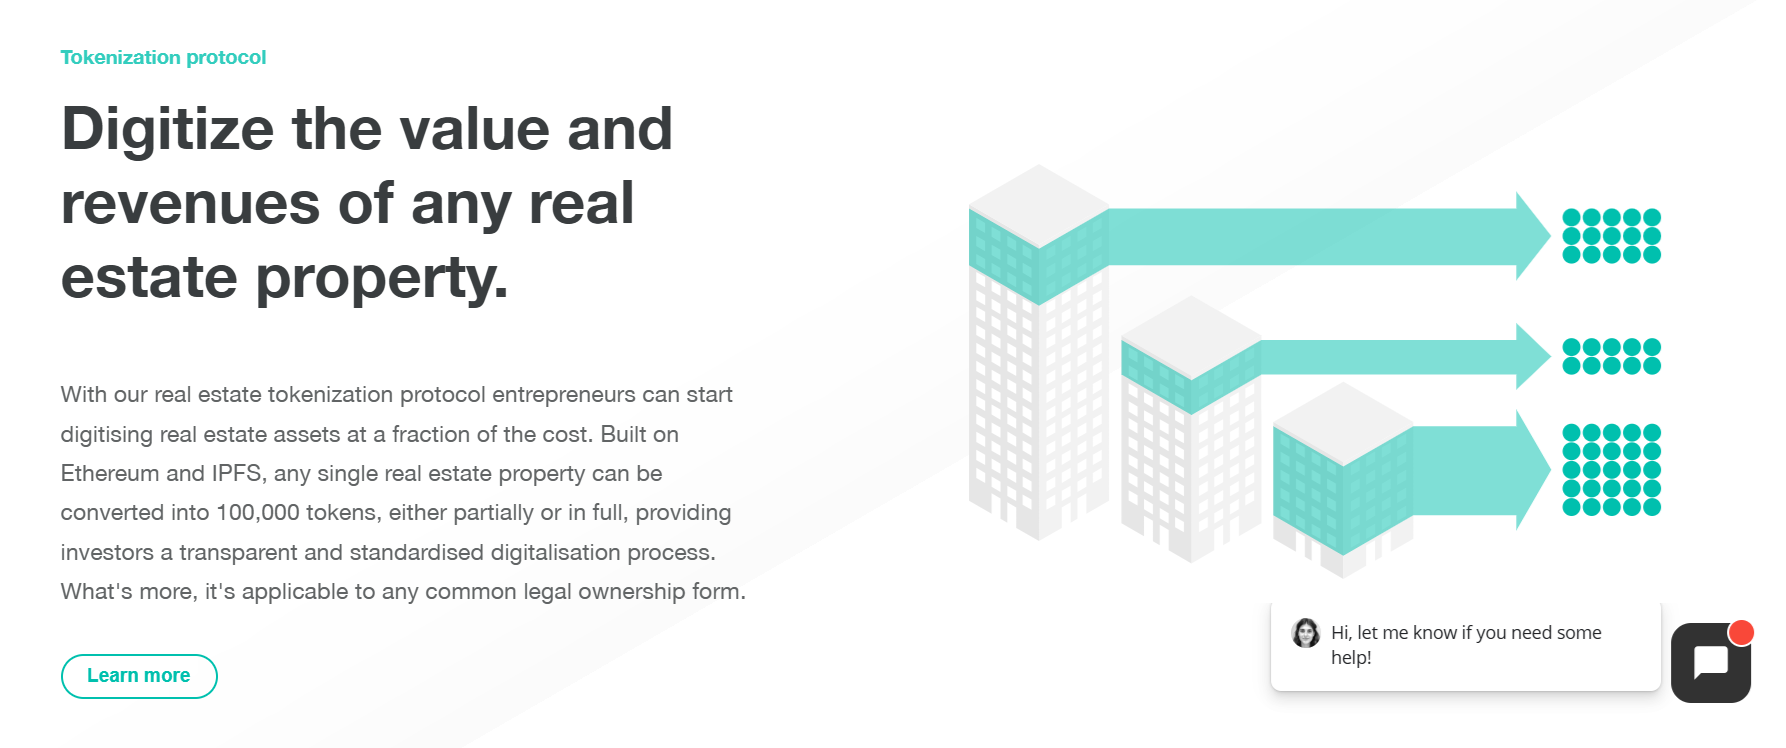 Tokenization protocol
Digitize the value and
revenues of any real
estate property.
With our real estate tokenization protocol entrepreneurs can start
digitising real estate assets at a fraction of the cost. Built on
Ethereum and IPFS, any single real estate property can be
converted into 100,000 tokens, either partially or in full, providing
investors a transparent and standardised digitalisation process.
What's more, it's applicable to any common legal ownership form.
Learn more
Hi, let me know if you need some
help!